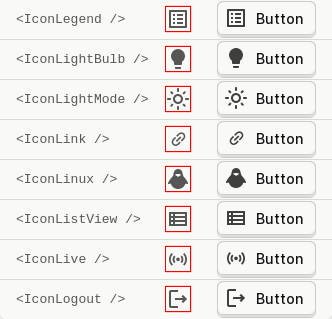 <IconLegend /> Button
<IconLightBulb /> Button
<IconLightMode /> Button
<IconLink /> Button
<IconLinux /> Button
<IconListView /> Button
<IconLive /> Button
<IconLogout /> Button